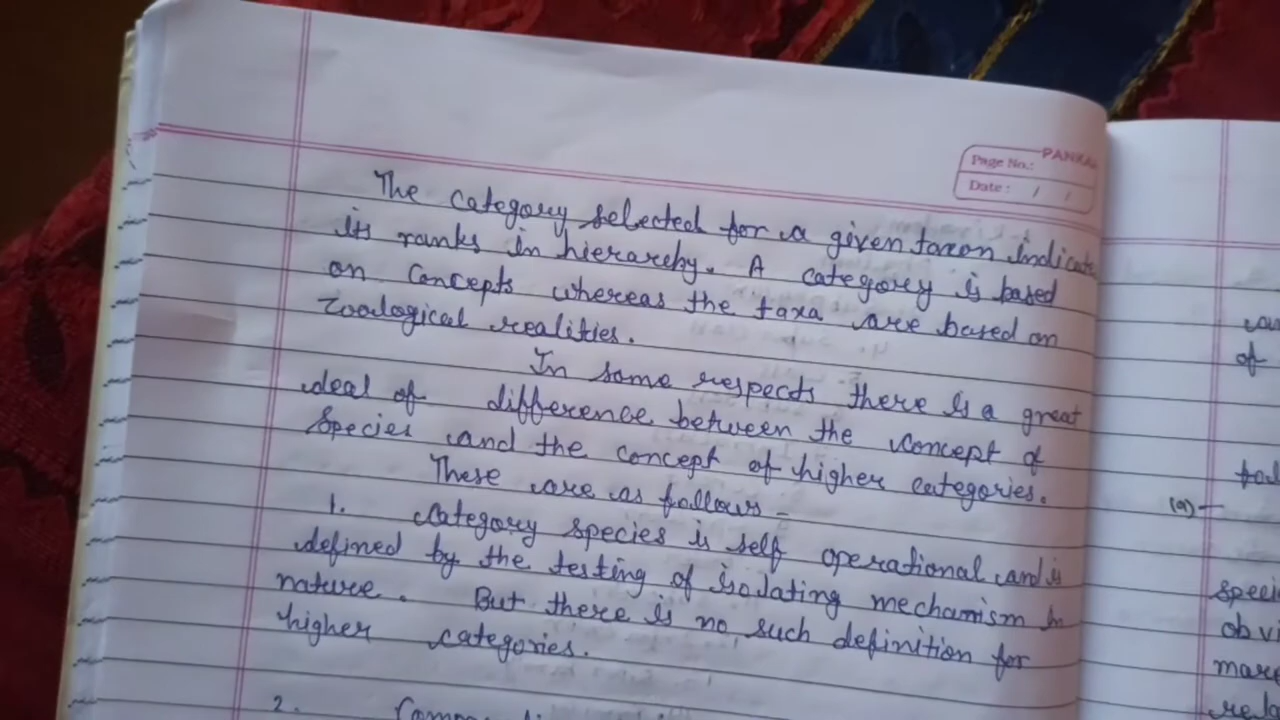 PANKAJ
Page No.:
Date: / /
The category selected for a given taxon indicate
its ranks in hierarchy. A category is based
on concepts whereas the taxa are based on
Zoological realities.
In some respects there is a great
deal of difference between the concept of
species and the concept of higher categories.
These are as follows -
1. Category species is self operational and is
defined by the testing of isolating mechanism in
nature. But there is no such definition for
higher categories.
2.
of
(a) -